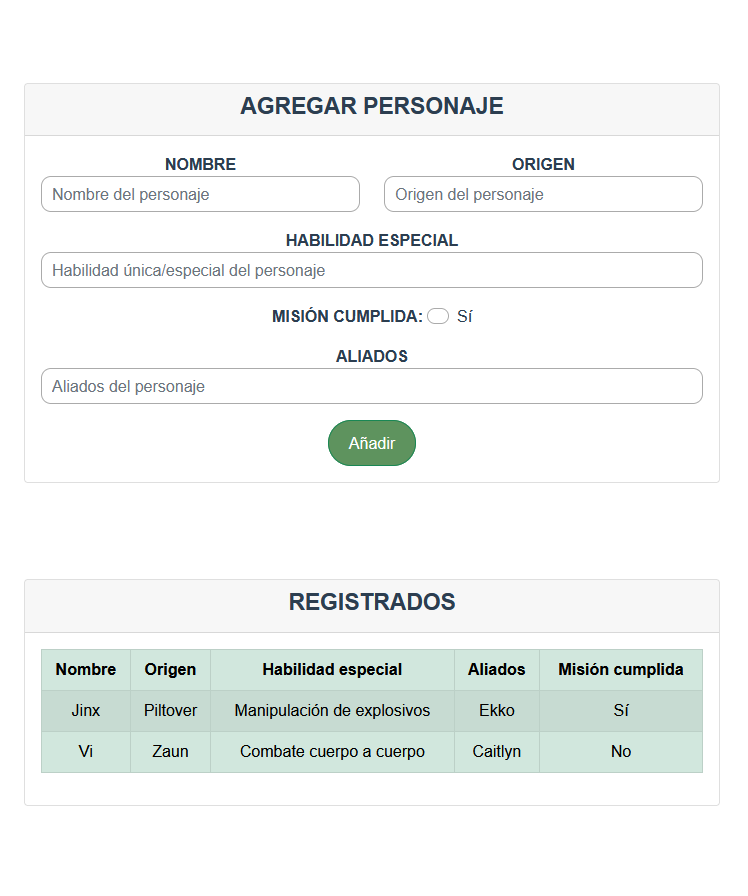 AGREGAR PERSONAJE
NOMBRE ORIGEN
Nombre del personaje Origen del personaje
HABILIDAD ESPECIAL
Habilidad única/especial del personaje
MISIÓN CUMPLIDA: Sí
ALIADOS
Aliados del personaje
Añadir
REGISTRADOS
Nombre Origen Habilidad especial Aliados Misión cumplida
Jinx Piltover Manipulación de explosivos Ekko Sí
Vi Zaun Combate cuerpo a cuerpo Caitlyn No